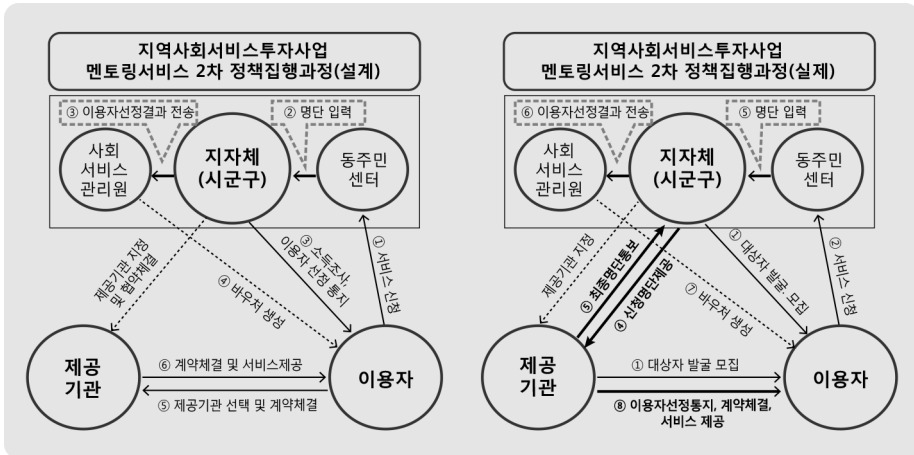 지역사회서비스투자사업
멘토링서비스 2차 정책집행과정(설계)
③ 이용자선정결과 전송
② 명단 입력
사회
서비스
관리원
지자체
(시군구)
동주민
센터
제공기관 지정
및 협약체결
④ 바우처 생성
③ 소득조사,
이용자 선정 통지
① 서비스 신청
제공
기관
⑥ 계약체결 및 서비스제공
⑤ 제공기관 선택 및 계약체결
이용자
지역사회서비스투자사업
멘토링서비스 2차 정책집행과정(실제)
⑥ 이용자선정결과 전송
⑤ 명단 입력
사회
서비스
관리원
지자체
(시군구)
동주민
센터
제공기관 지정
⑤ 최종명단통보
④ 신청명단제공
⑦ 바우처 생성
① 대상자 발굴, 모집
② 서비스 신청
제공
기관
① 대상자 발굴 모집
⑧ 이용자선정통지, 계약체결,
서비스 제공
이용자